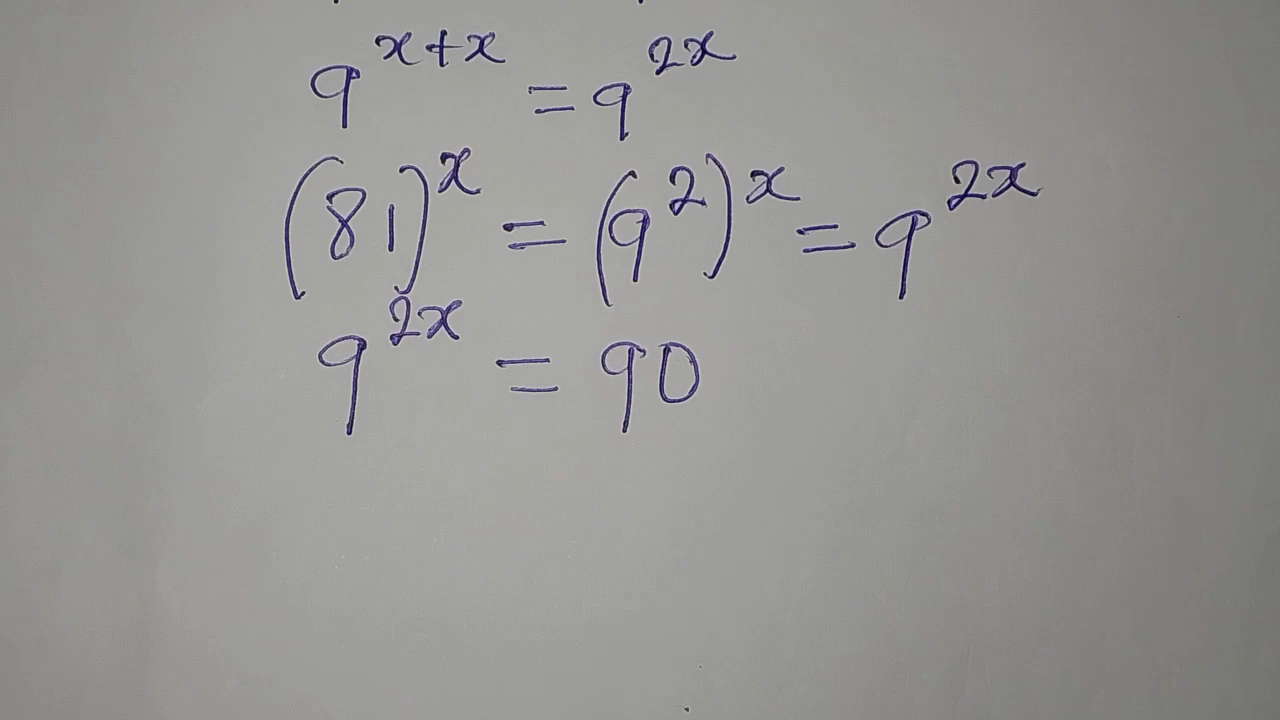 9^{x+x} = 9^{2x}
(81)^x = (9^2)^x = 9^{2x}
9^{2x} = 90